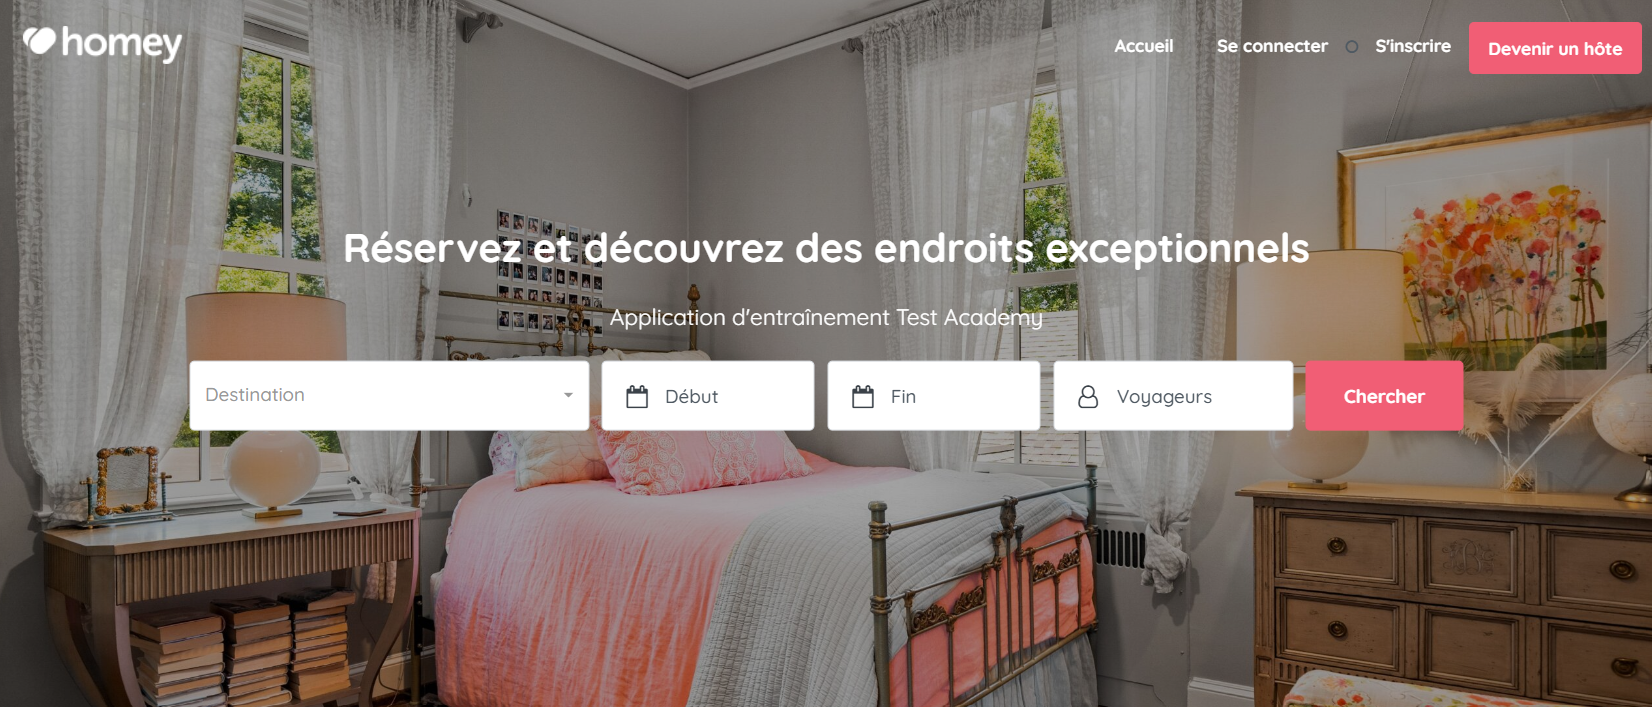 homey
Accueil
Se connecter
S'inscrire
Devenir un hôte
Réservez et découvrez des endroits exceptionnels
Application d'entraînement Test Academy
Destination
Début
Fin
Voyageurs
Chercher